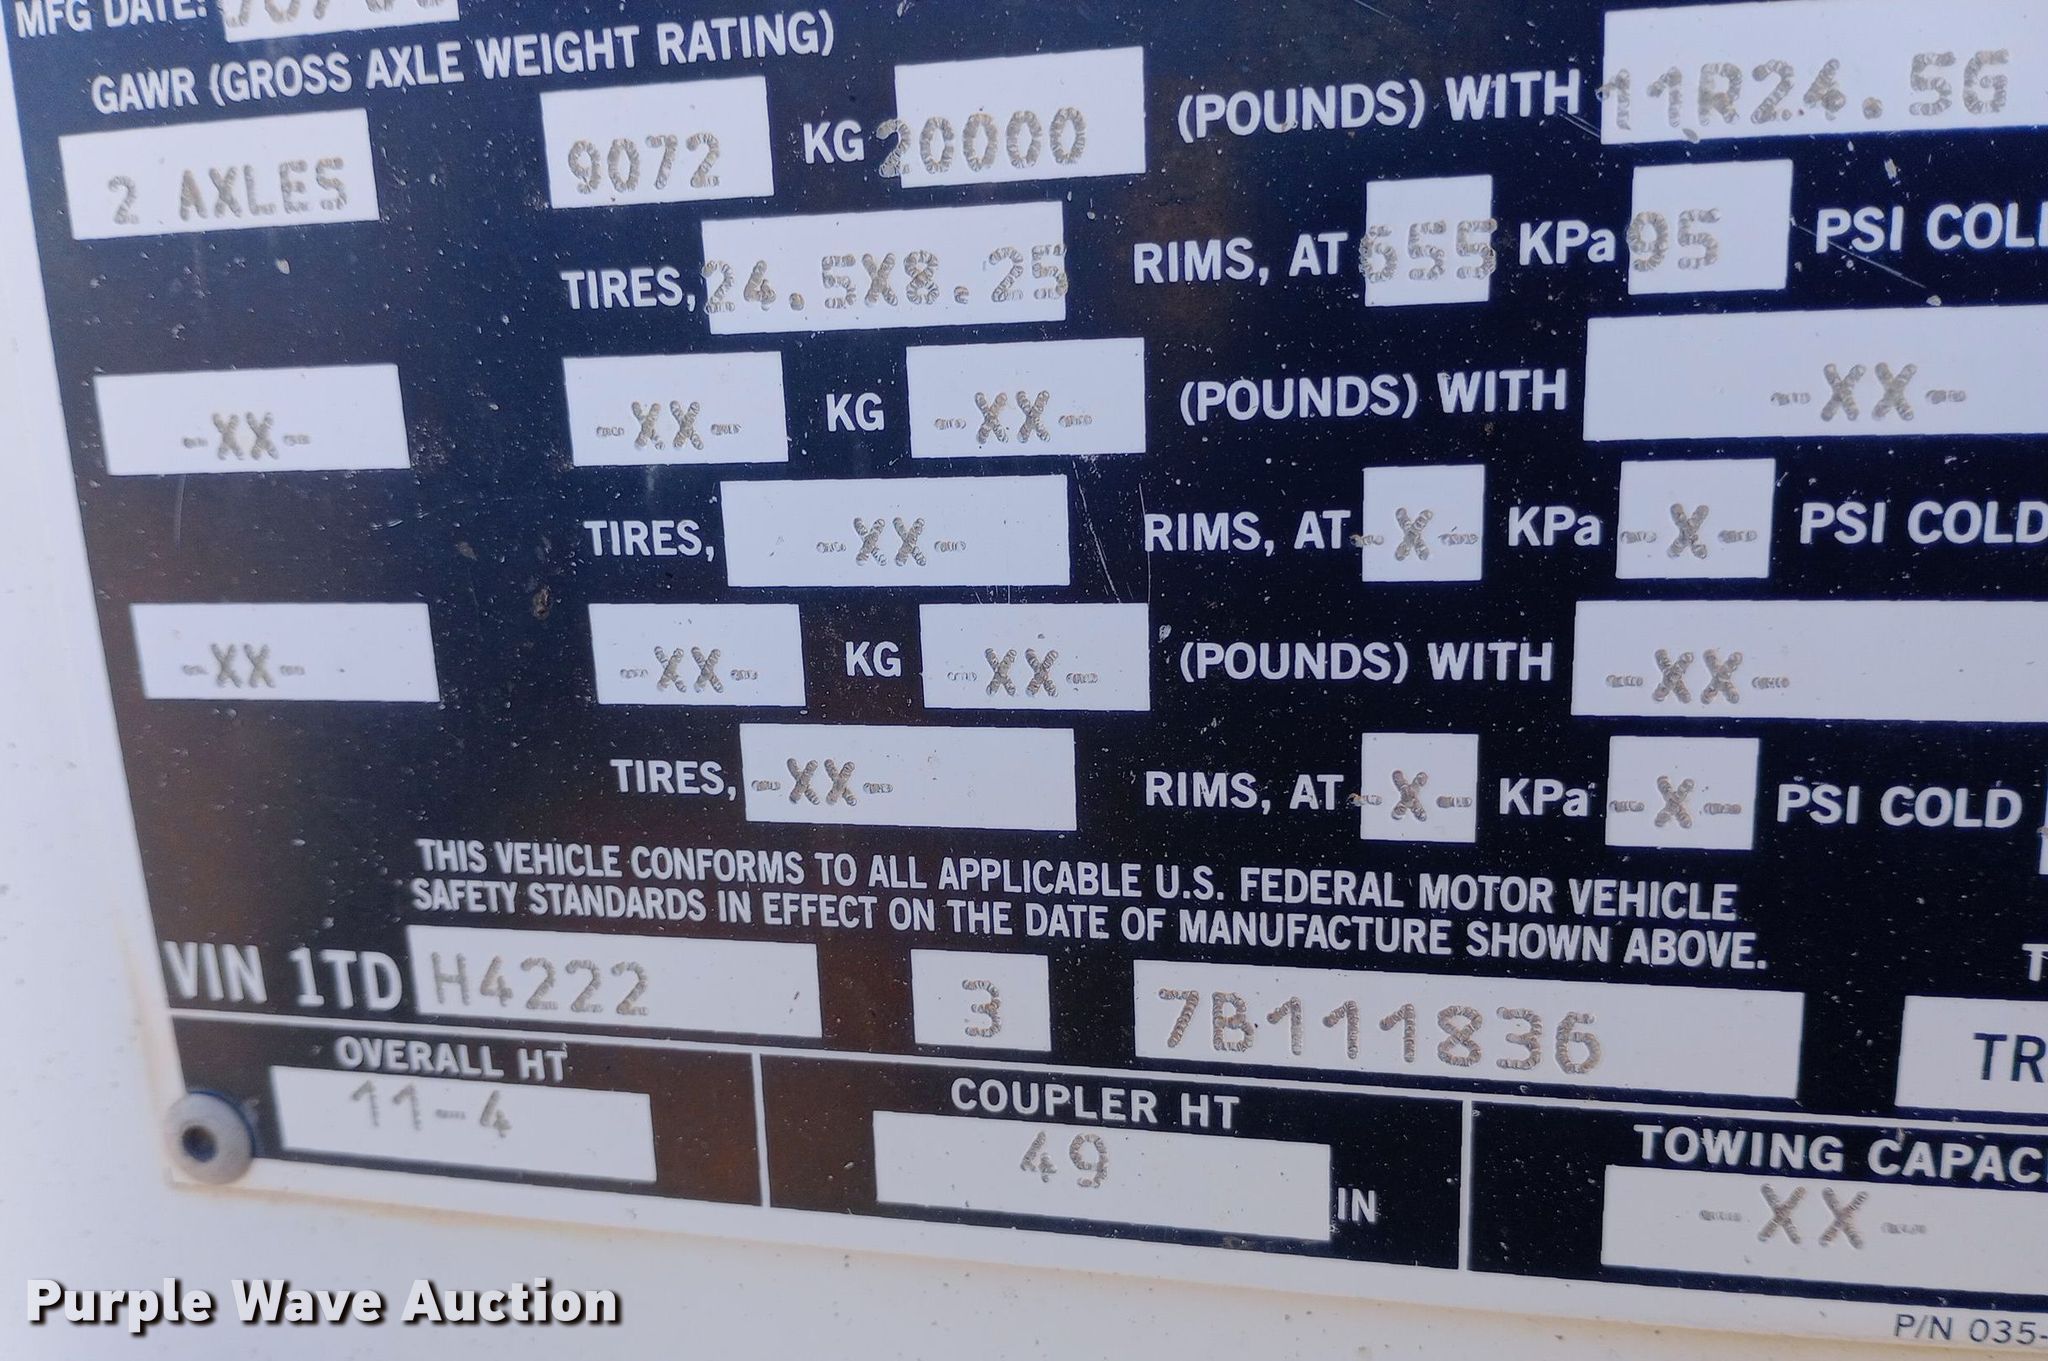 MFG DATE:
GAWR (GROSS AXLE WEIGHT RATING)
2 AXLES 9072 KG 20000 (POUNDS) WITH 11R24.5G
TIRES, 24.5X8.25 RIMS, AT 655 KPa 95 PSI COL
-XX- -XX- KG -XX- (POUNDS) WITH -XX-
TIRES, -XX- RIMS, AT -X- KPa -X- PSI COLD
-XX- -XX- KG -XX- (POUNDS) WITH -XX-
TIRES, -XX- RIMS, AT -X- KPa -X- PSI COLD
THIS VEHICLE CONFORMS TO ALL APPLICABLE U.S. FEDERAL MOTOR VEHICLE
SAFETY STANDARDS IN EFFECT ON THE DATE OF MANUFACTURE SHOWN ABOVE.
VIN 1TD H4222 3 7B111836
TR
OVERALL HT COUPLER HT TOWING CAPAC
11-4 49 IN -XX-
P/N 035-
Purple Wave Auction